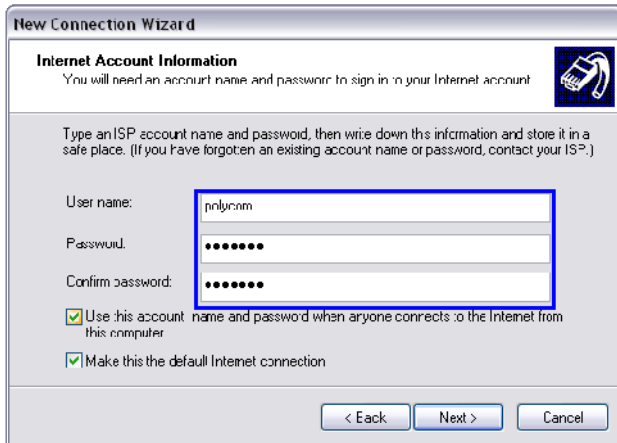 New Connection Wizard
Internet Account Information
You will need an account name and password to sign in to your Internet account
Type an ISP account name and password, then write down this information and store it in a
safe place. (If you have forgotten an existing account name or password, contact your ISP.)
User name:
polycom
Password:
•••••••
Confirm password:
•••••••
Use this account name and password when anyone connects to the Internet from
this computer
Make this the default Internet connection
< Back
Next >
Cancel